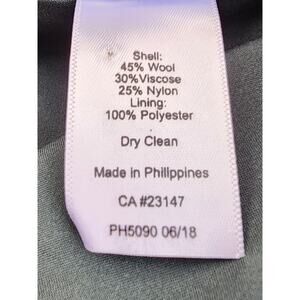 Shell:
45% Wool
30%Viscose
25% Nylon
Lining:
100% Polyester
Dry Clean
Made in Philippines
CA #23147
PH5090 06/18